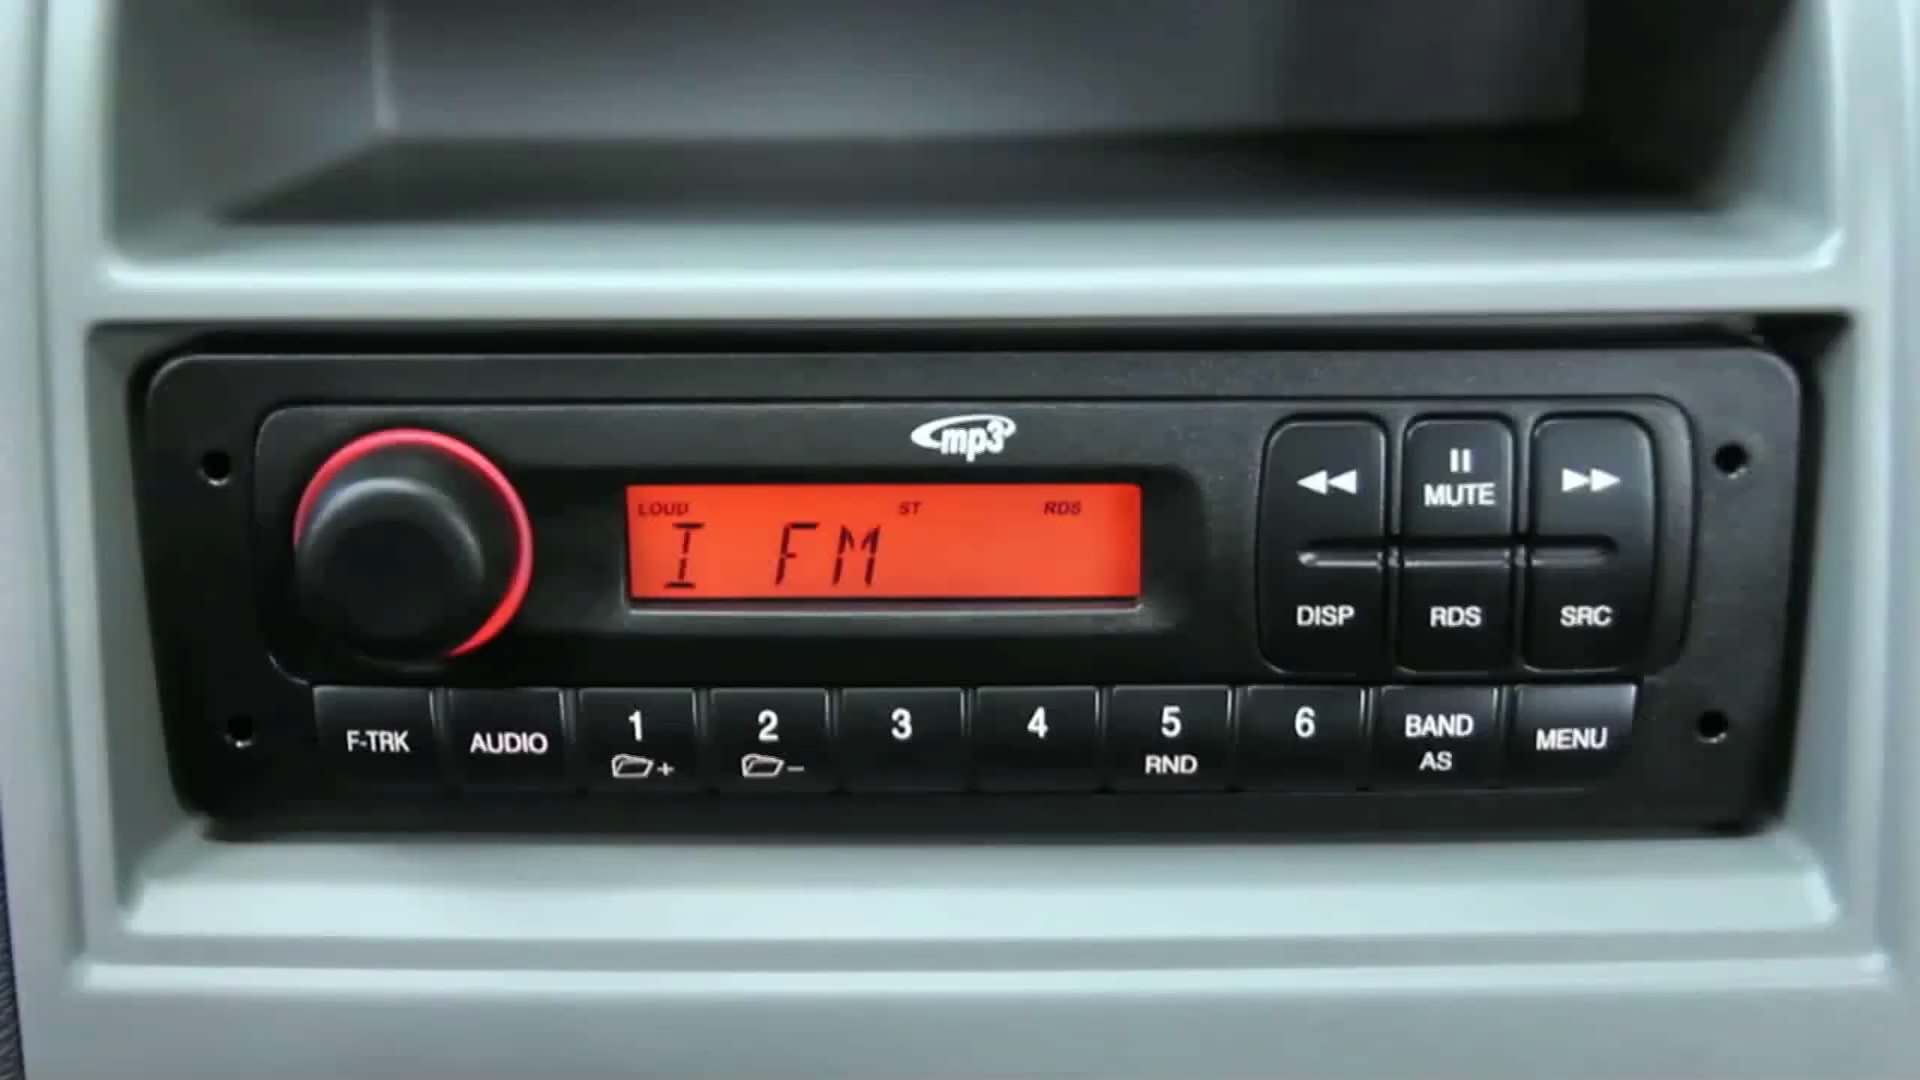 mp3
LOUD ST RDS
I FM
MUTE
DISP RDS SRC
F-TRK AUDIO 1 2 3 4 5 6 BAND MENU
+ - RND AS